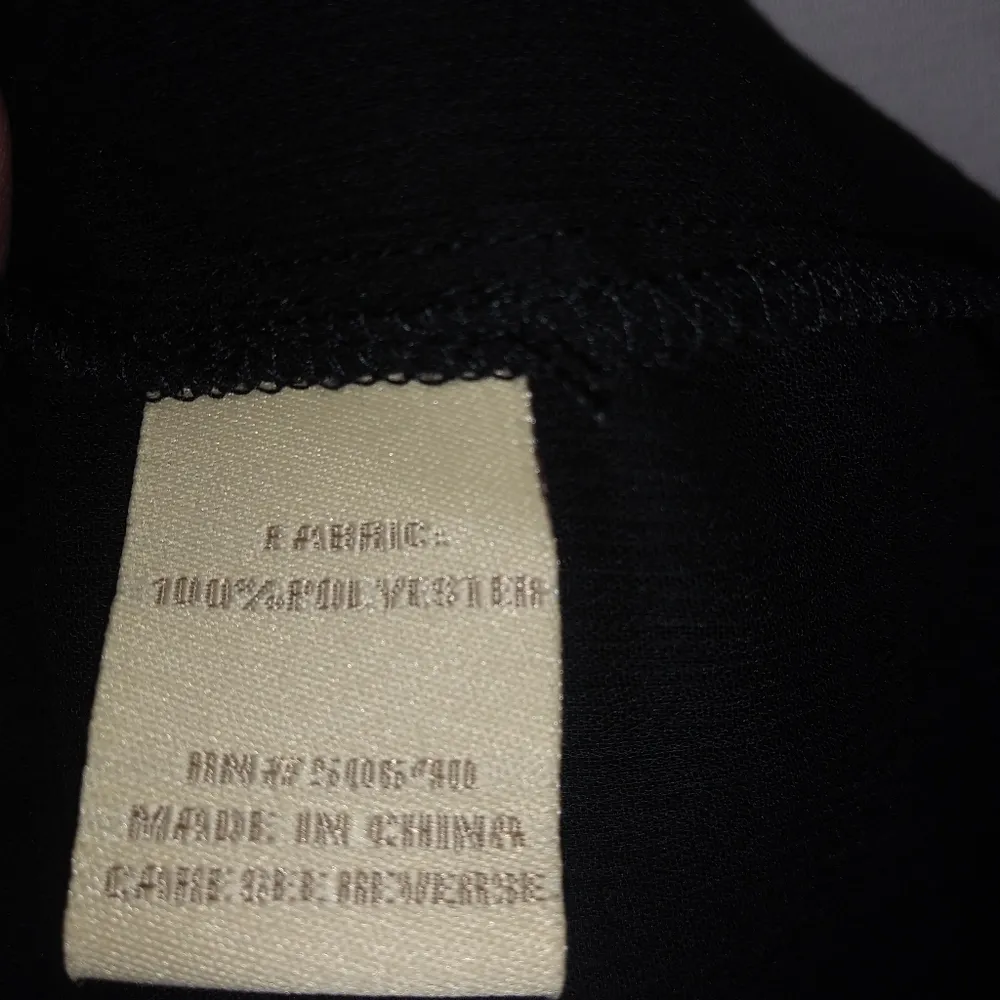 FABRIC:
100%POLYESTER
MADE IN CHINA
CARE SEE REVERSE